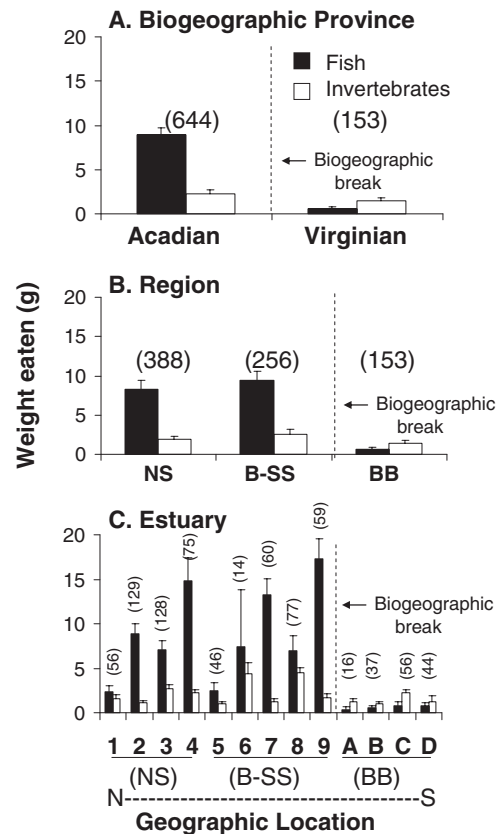 A. Biogeographic Province
20
15
10
5
0
Fish
Invertebrates
(644)
(153)
Biogeographic
break
Acadian
Virginian
Weight eaten (g)
B. Region
20
15
10
5
0
(388)
(256)
(153)
Biogeographic
break
NS
B-SS
BB
C. Estuary
20
15
10
5
0
(56)
(129)
(128)
(75)
(46)
(14)
(60)
(77)
(59)
(16)
(37)
(56)
(44)
Biogeographic
break
1 2 3 4 5 6 7 8 9 A B C D
(NS) (B-SS) (BB)
N--------------------------------S
Geographic Location